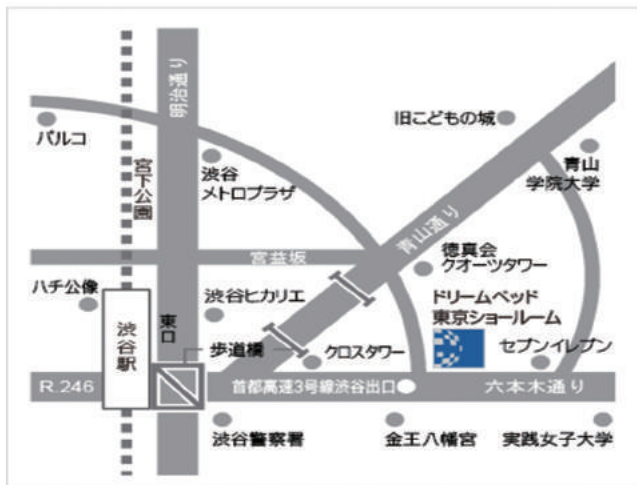 明治通り
旧こどもの城
パルコ
宮下公園
渋谷
メトロプラザ
青山
学院大学
青山通り
宮益坂
徳真会
クオーツタワー
ハチ公像
渋谷ヒカリエ
ドリームベッド
東京ショールーム
渋谷駅
東口
歩道橋
クロスタワー
セブンイレブン
R.246
首都高速3号線渋谷出口
六本木通り
渋谷警察署
金王八幡宮
実践女子大学